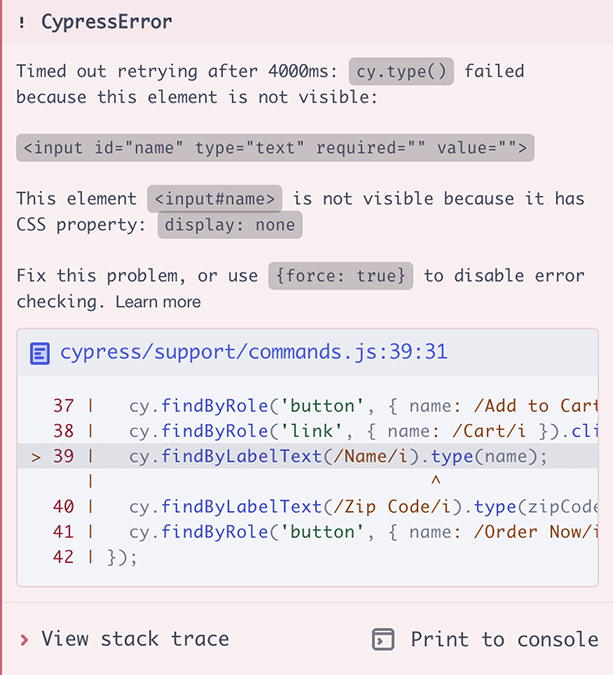 ! CypressError
Timed out retrying after 4000ms: cy.type() failed
because this element is not visible:
<input id="name" type="text" required="" value="">
This element <input#name> is not visible because it has
CSS property: display: none
Fix this problem, or use {force: true} to disable error
checking. Learn more
cypress/support/commands.js:39:31
37 | cy.findByRole('button', { name: /Add to Cart
38 | cy.findByRole('link', { name: /Cart/i }).cli
> 39 | cy.findByLabelText(/Name/i).type(name);
| ^
40 | cy.findByLabelText(/Zip Code/i).type(zipCode
41 | cy.findByRole('button', { name: /Order Now/i
42 | });
> View stack trace
Print to console